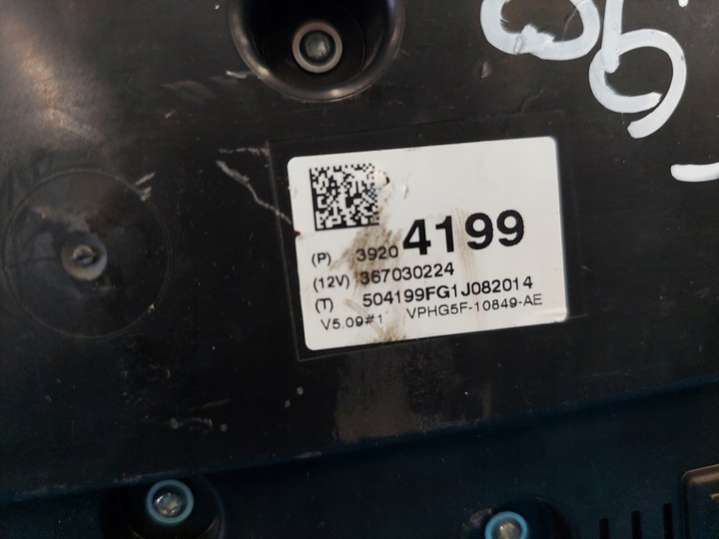 (P) 3920 4199
(12V) 367030224
(T) 504199FG1J082014
V5.09#1 VPHG5F-10849-AE